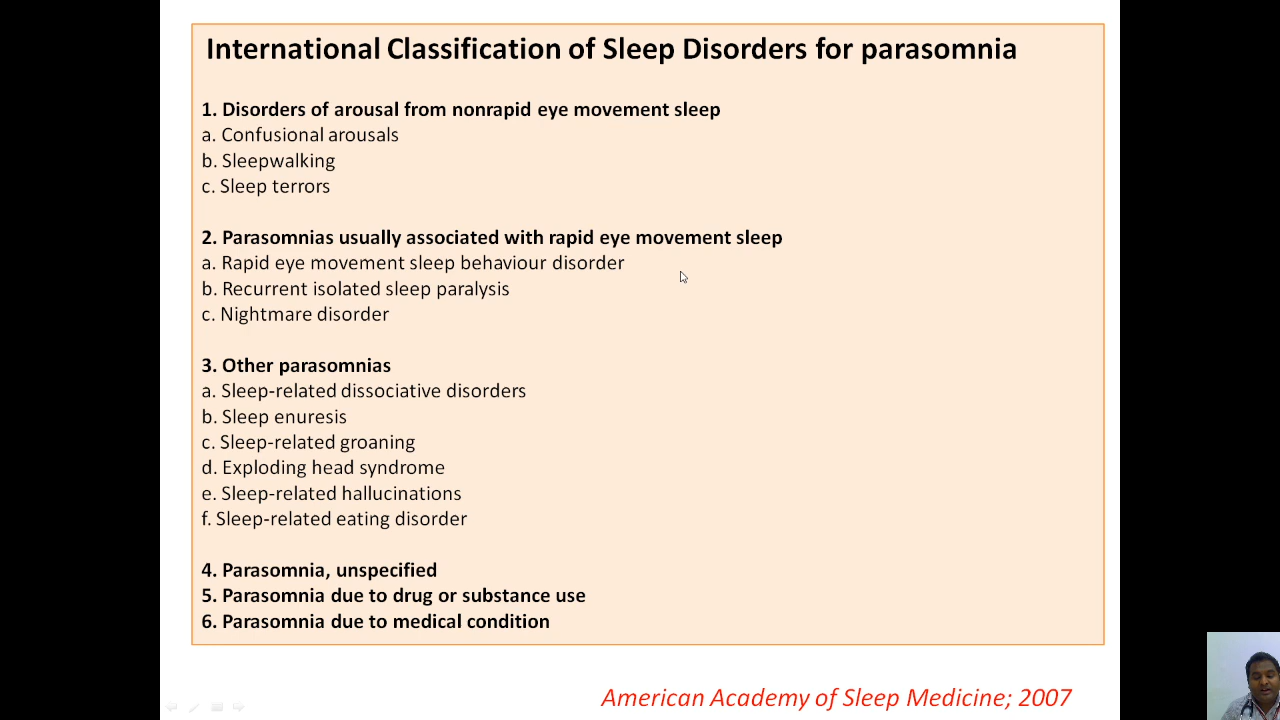 International Classification of Sleep Disorders for parasomnia
1. Disorders of arousal from nonrapid eye movement sleep
a. Confusional arousals
b. Sleepwalking
c. Sleep terrors
2. Parasomnias usually associated with rapid eye movement sleep
a. Rapid eye movement sleep behaviour disorder
b. Recurrent isolated sleep paralysis
c. Nightmare disorder
3. Other parasomnias
a. Sleep-related dissociative disorders
b. Sleep enuresis
c. Sleep-related groaning
d. Exploding head syndrome
e. Sleep-related hallucinations
f. Sleep-related eating disorder
4. Parasomnia, unspecified
5. Parasomnia due to drug or substance use
6. Parasomnia due to medical condition
American Academy of Sleep Medicine; 2007